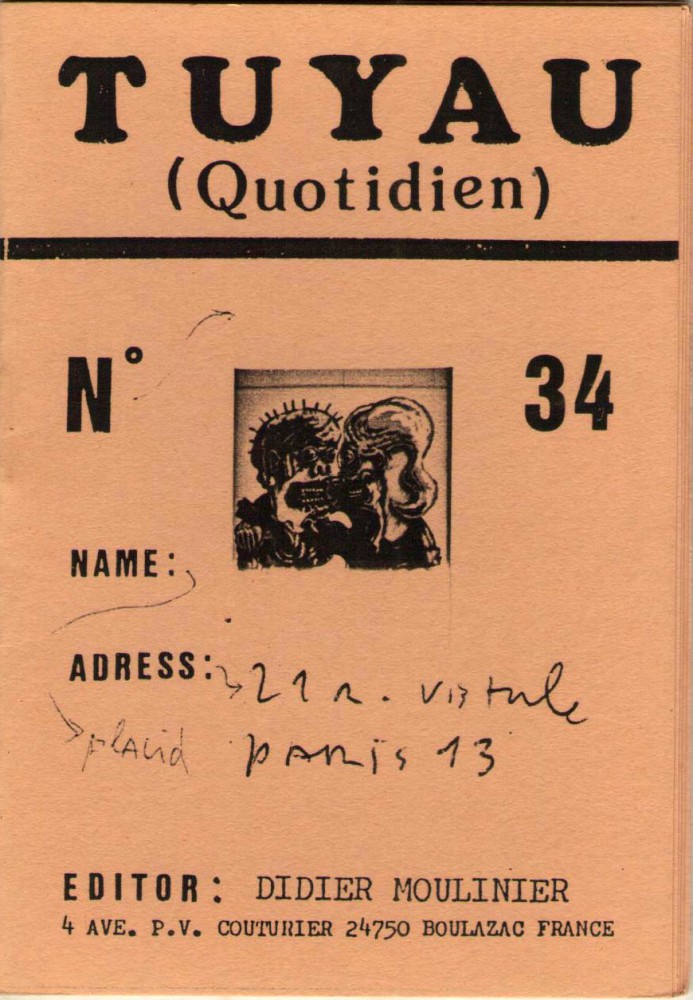 TUYAU
(Quotidien)
N° 34
NAME:
ADRESS: 21 r. Vistule
placid PARIS 13
EDITOR: DIDIER MOULINIER
4 AVE. P.V. COUTURIER 24750 BOULAZAC FRANCE